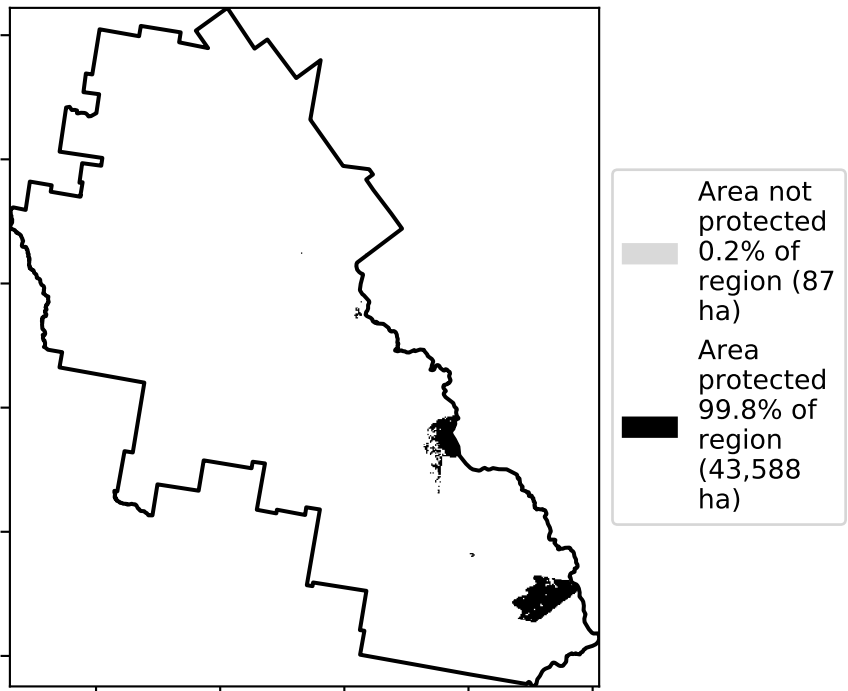 Area not
protected
0.2% of
region (87
ha)
Area
protected
99.8% of
region
(43,588
ha)